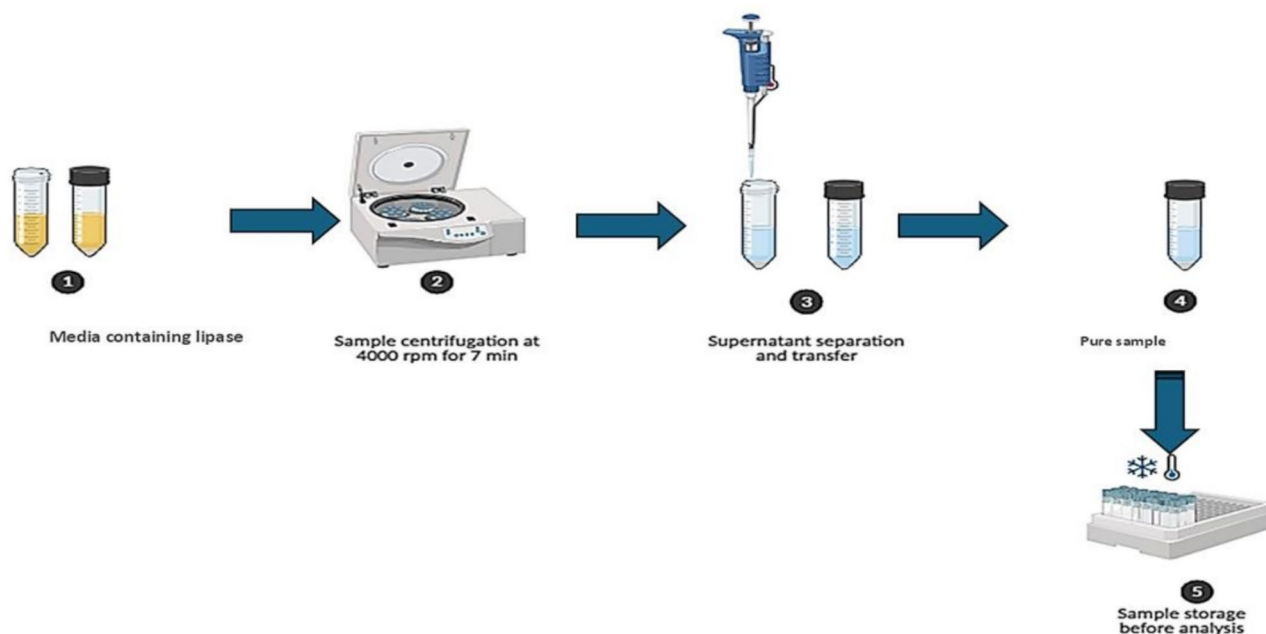 1
Media containing lipase
2
Sample centrifugation at
4000 rpm for 7 min
3
Supernatant separation
and transfer
4
Pure sample
5
Sample storage
before analysis